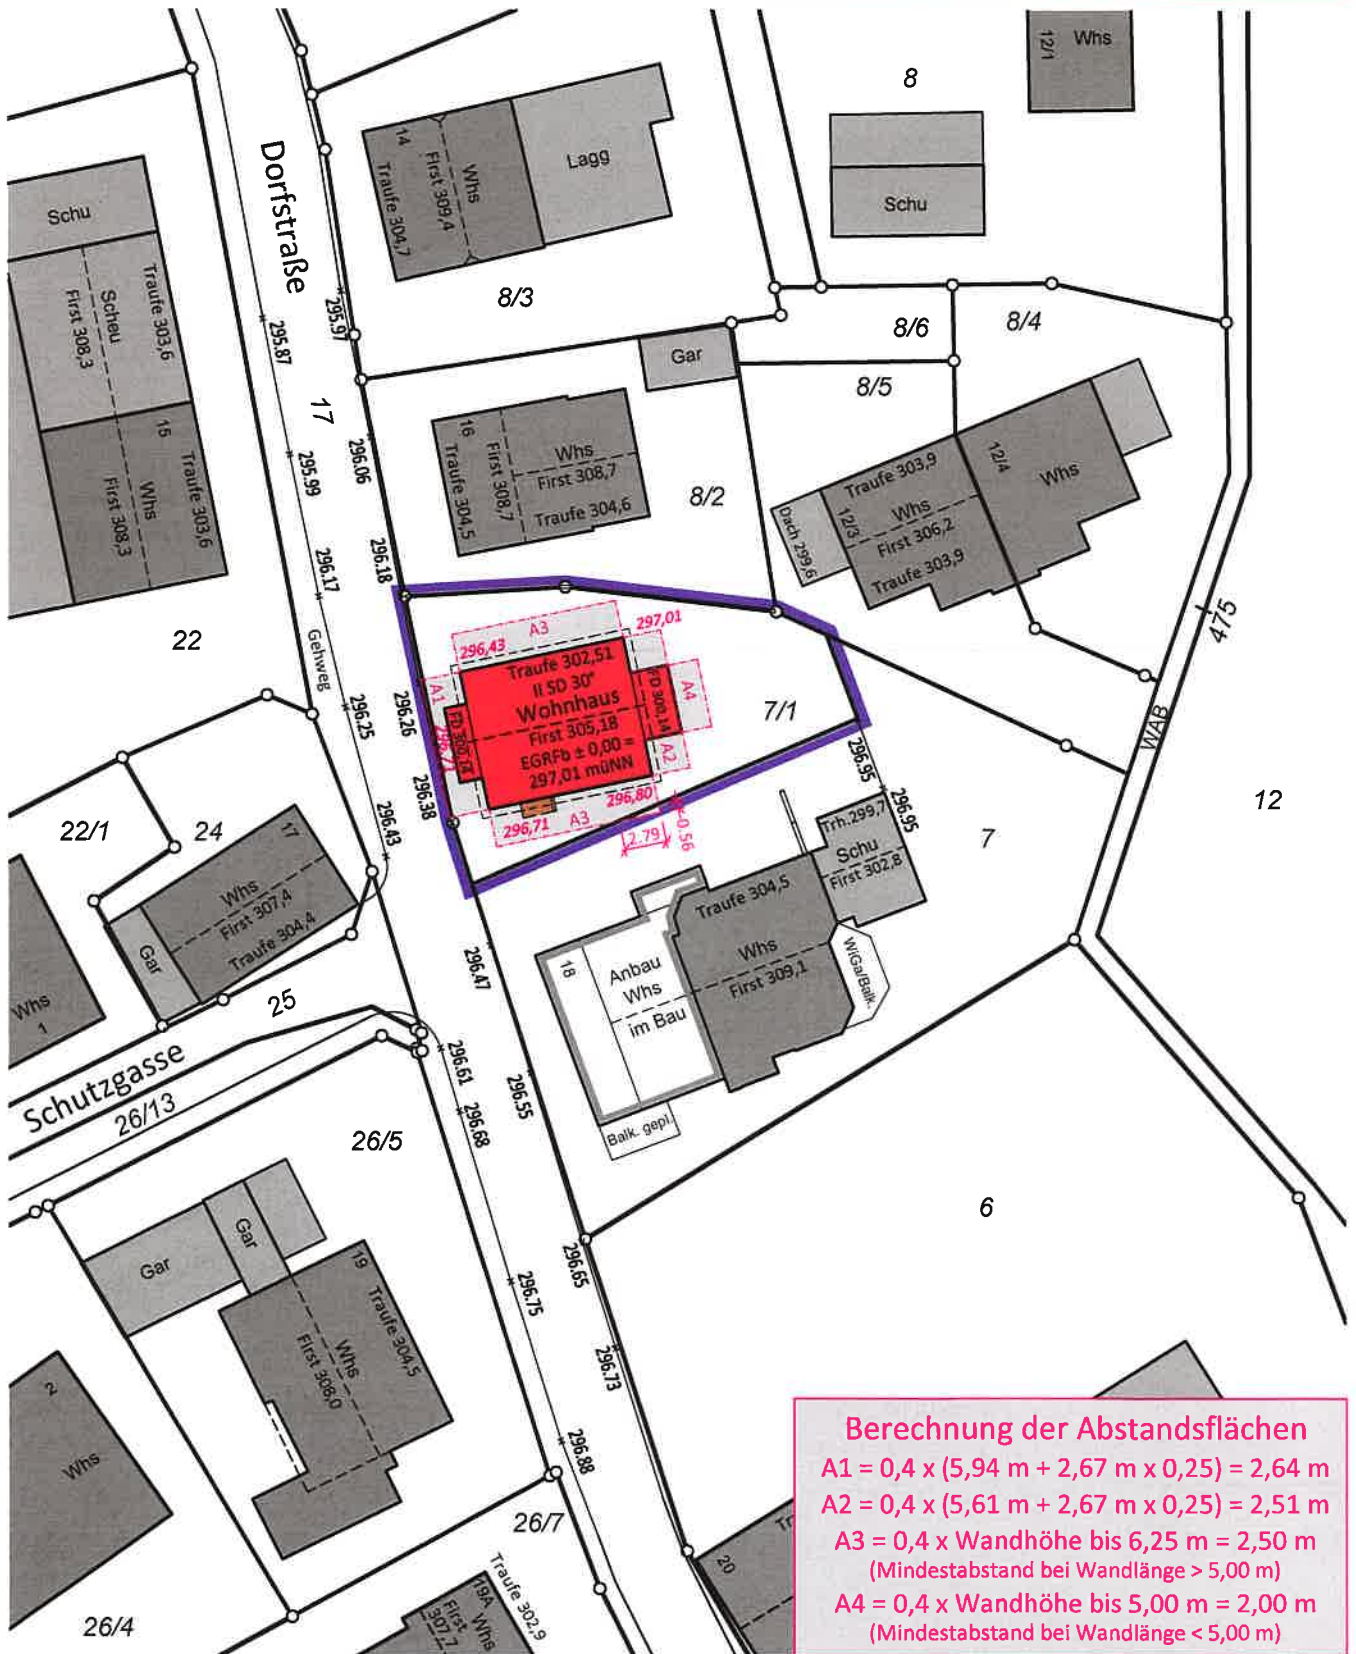 8
12/1
Whs
Schu
14
First 309,4
Traufe 304,7
Whs
Lagg
8/3
Dorfstraße
17
Schu
Traufe 303,6
Scheu
First 308,3
15
Traufe 303,6
Whs
First 308,3
295.97
295.87
295.99
296.06
296.17
296.18
Gehweg
8/6
8/4
8/5
Gar
16
First 308,7
Traufe 304,5
Whs
First 308,7
Traufe 304,6
8/2
Dach 299,6
12/3
Traufe 303,9
Whs
First 306,2
Traufe 303,9
12/4
Whs
475
WAB
22
A3
297,01
296,43
Traufe 302,51
II SD 30°
Wohnhaus
First 305,18
EGRFb ± 0,00 =
297,01 müNN
A1
A4
A2
FD 300,14
296,80
296,71
A3
2.79
0.56
7/1
296.26
296.25
296.38
296.43
296.95
296.95
22/1
24
17
Whs
First 307,4
Traufe 304,4
Gar
Whs
1
25
7
12
Trh.299,7
Schu
First 302,8
Traufe 304,5
Whs
First 309,1
WiGa/Balk.
18
Anbau
Whs
im Bau
Balk. gepl.
296.47
296.61
296.55
296.68
Schutzgasse
26/13
26/5
6
Gar
Gar
19
Traufe 304,5
Whs
First 306,0
296.65
296.75
296.73
296.88
2
Whs
26/4
26/7
Traufe 302,9
19A
Whs
First
307,7
20
Berechnung der Abstandsflächen
A1 = 0,4 x (5,94 m + 2,67 m x 0,25) = 2,64 m
A2 = 0,4 x (5,61 m + 2,67 m x 0,25) = 2,51 m
A3 = 0,4 x Wandhöhe bis 6,25 m = 2,50 m
(Mindestabstand bei Wandlänge > 5,00 m)
A4 = 0,4 x Wandhöhe bis 5,00 m = 2,00 m
(Mindestabstand bei Wandlänge < 5,00 m)